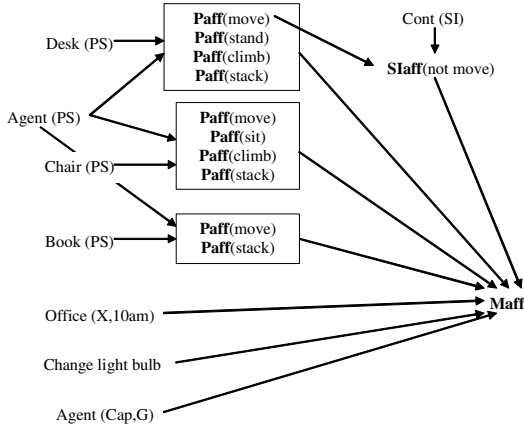 Desk (PS)
Paff(move)
Paff(stand)
Paff(climb)
Paff(stack)
Cont (SI)
SIaff(not move)
Agent (PS)
Paff(move)
Paff(sit)
Paff(climb)
Paff(stack)
Chair (PS)
Paff(move)
Paff(stack)
Book (PS)
Maff
Office (X,10am)
Change light bulb
Agent (Cap,G)